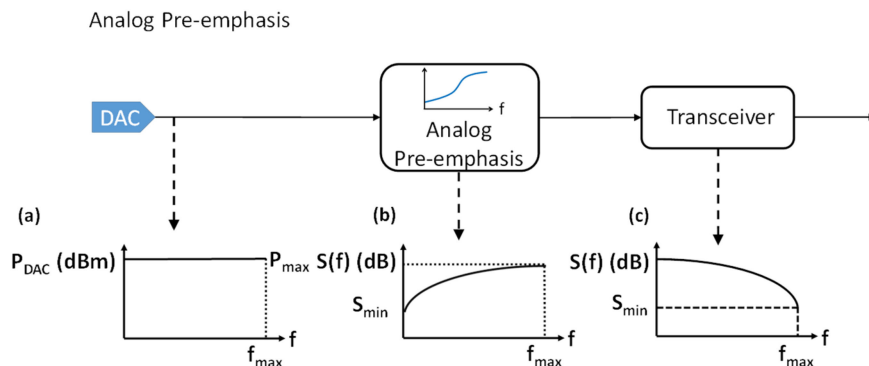 Analog Pre-emphasis
DAC
f
Analog
Pre-emphasis
Transceiver
(a)
(b)
(c)
P_DAC (dBm)
P_max
f
f_max
S(f) (dB)
S_min
f
f_max
S(f) (dB)
S_min
f
f_max